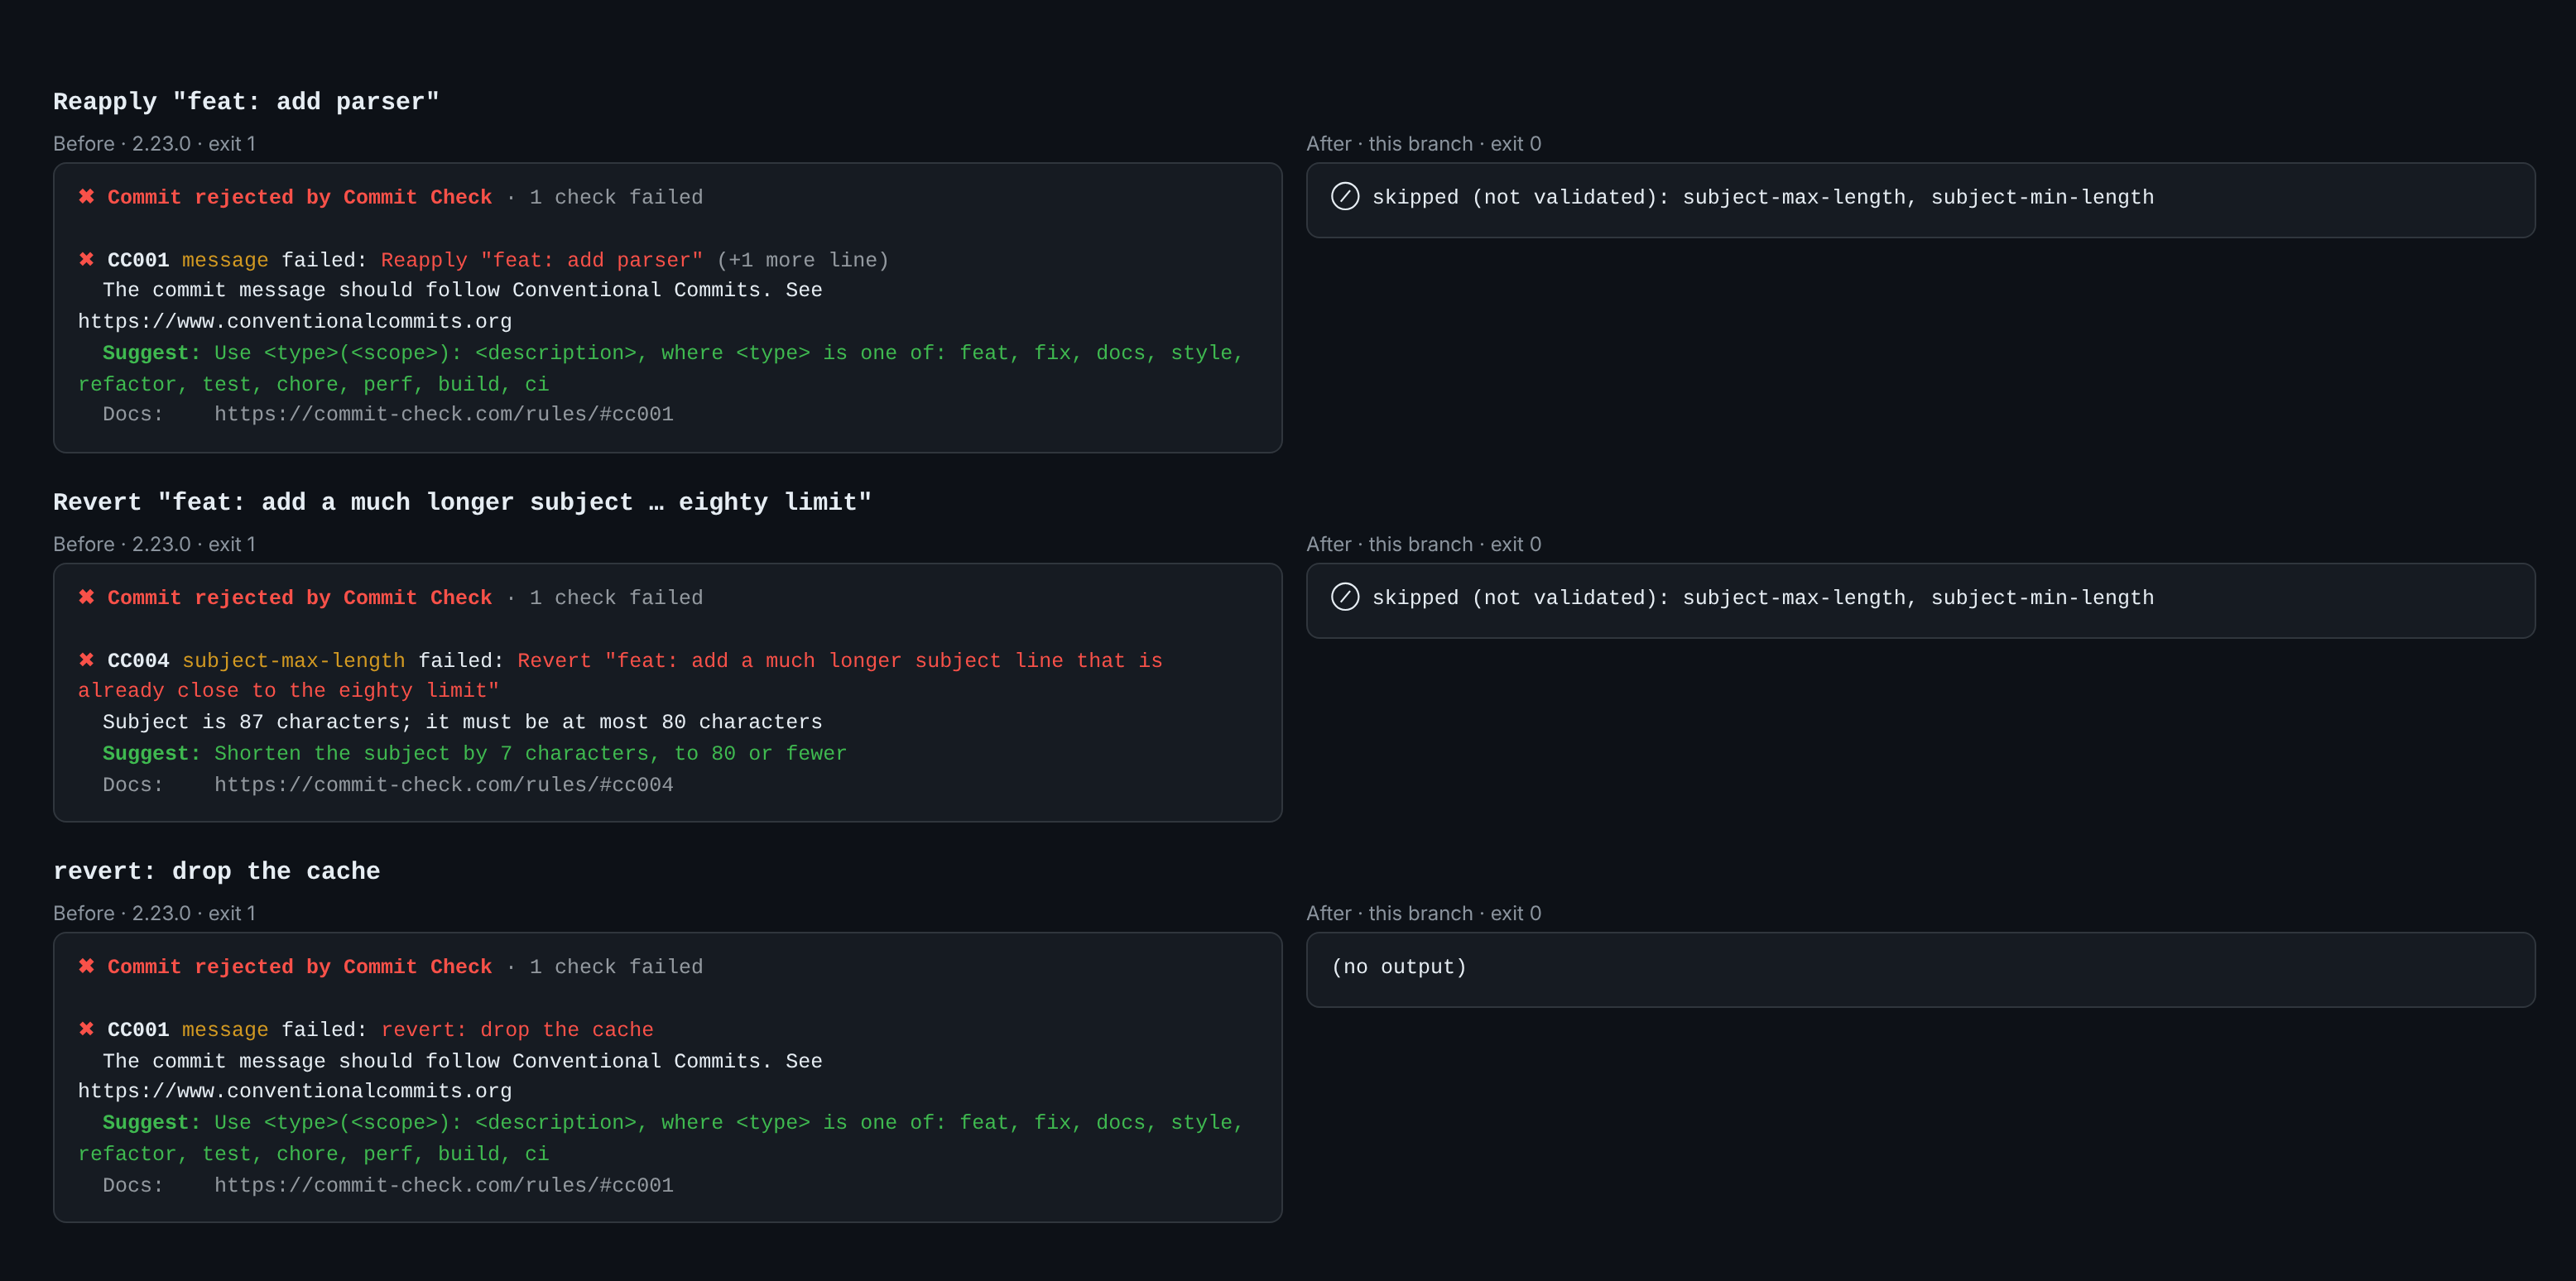 Reapply "feat: add parser"
Before · 2.23.0 · exit 1
✖ Commit rejected by Commit Check · 1 check failed
✖ CC001 message failed: Reapply "feat: add parser" (+1 more line)
The commit message should follow Conventional Commits. See
https://www.conventionalcommits.org
Suggest: Use <type>(<scope>): <description>, where <type> is one of: feat, fix, docs, style,
refactor, test, chore, perf, build, ci
Docs: https://commit-check.com/rules/#cc001
After · this branch · exit 0
⊘ skipped (not validated): subject-max-length, subject-min-length
Revert "feat: add a much longer subject … eighty limit"
Before · 2.23.0 · exit 1
✖ Commit rejected by Commit Check · 1 check failed
✖ CC004 subject-max-length failed: Revert "feat: add a much longer subject line that is
already close to the eighty limit"
Subject is 87 characters; it must be at most 80 characters
Suggest: Shorten the subject by 7 characters, to 80 or fewer
Docs: https://commit-check.com/rules/#cc004
After · this branch · exit 0
⊘ skipped (not validated): subject-max-length, subject-min-length
revert: drop the cache
Before · 2.23.0 · exit 1
✖ Commit rejected by Commit Check · 1 check failed
✖ CC001 message failed: revert: drop the cache
The commit message should follow Conventional Commits. See
https://www.conventionalcommits.org
Suggest: Use <type>(<scope>): <description>, where <type> is one of: feat, fix, docs, style,
refactor, test, chore, perf, build, ci
Docs: https://commit-check.com/rules/#cc001
After · this branch · exit 0
(no output)